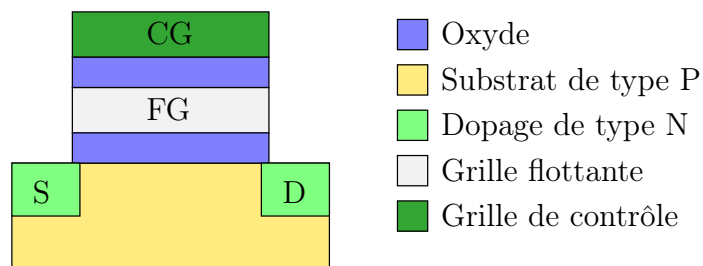 CG
FG
S
D
Oxyde
Substrat de type P
Dopage de type N
Grille flottante
Grille de contrôle